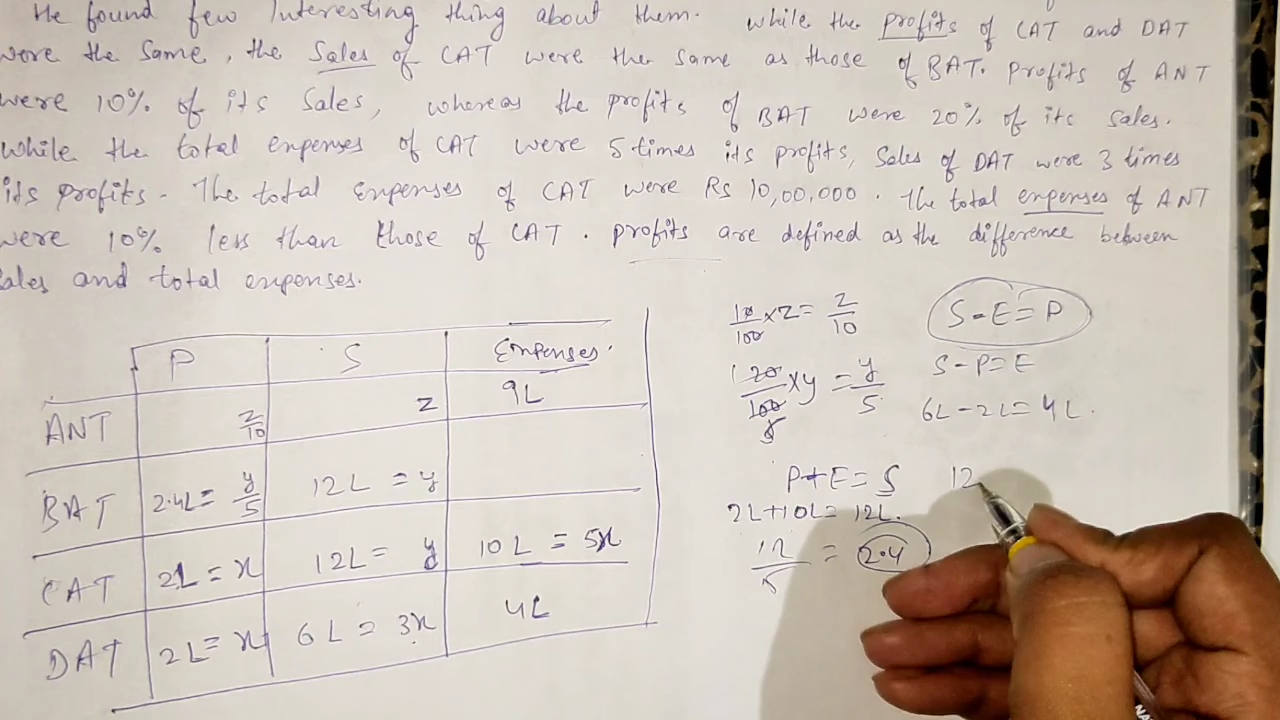 He found few Interesting thing about them. While the profits of CAT and DAT
were the same, the sales of CAT were the same as those of BAT. Profits of ANT
were 10% of its sales, whereas the profits of BAT were 20% of its sales.
While the total expenses of CAT were 5 times its profits, Sales of DAT were 3 times
its profits. The total expenses of CAT were Rs 10,00,000. The total expenses of ANT
were 10% less than those of CAT. profits are defined as the difference between
sales and total expenses.
P S Expenses
ANT z/10 z 9L
BAT 2.4L = y/5 12L = y
CAT 2L = x 12L = y 10L = 5x
DAT 2L = x 6L = 3x 4L
10/100 × z = z/10
20/100 × y = y/5
5
S - E = P
S - P = E
6L - 2L = 4L.
P + E = S
2L + 10L = 12L.
12/5 = 2.4
12
NA